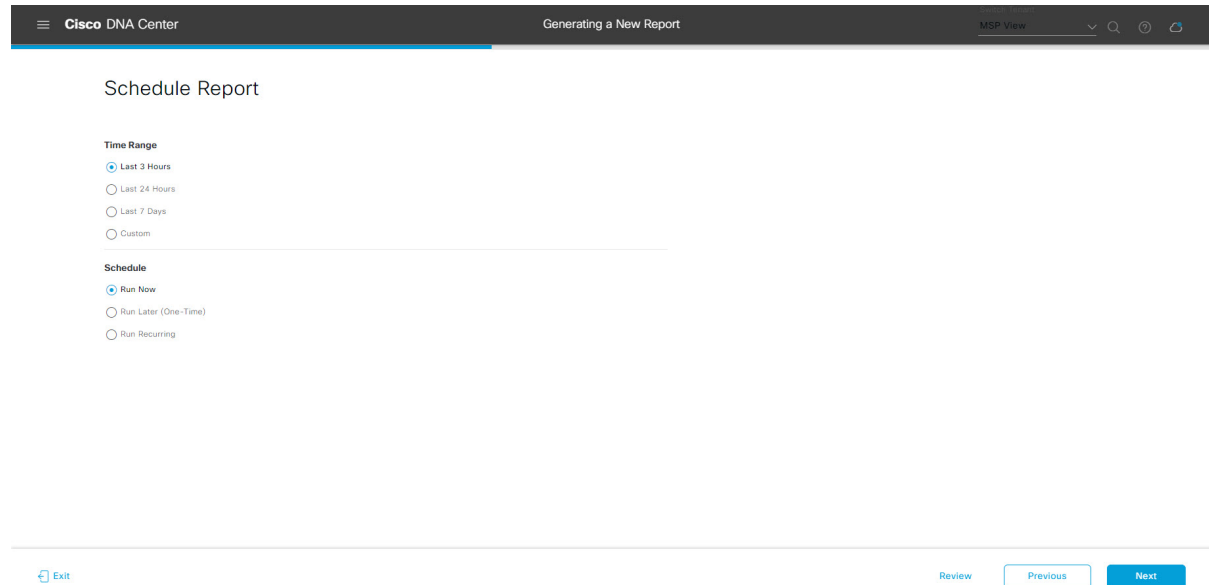 Cisco DNA Center
Generating a New Report
MSP View
Schedule Report
Time Range
Last 3 Hours
Last 24 Hours
Last 7 Days
Custom
Schedule
Run Now
Run Later (One-Time)
Run Recurring
Exit
Review
Previous
Next